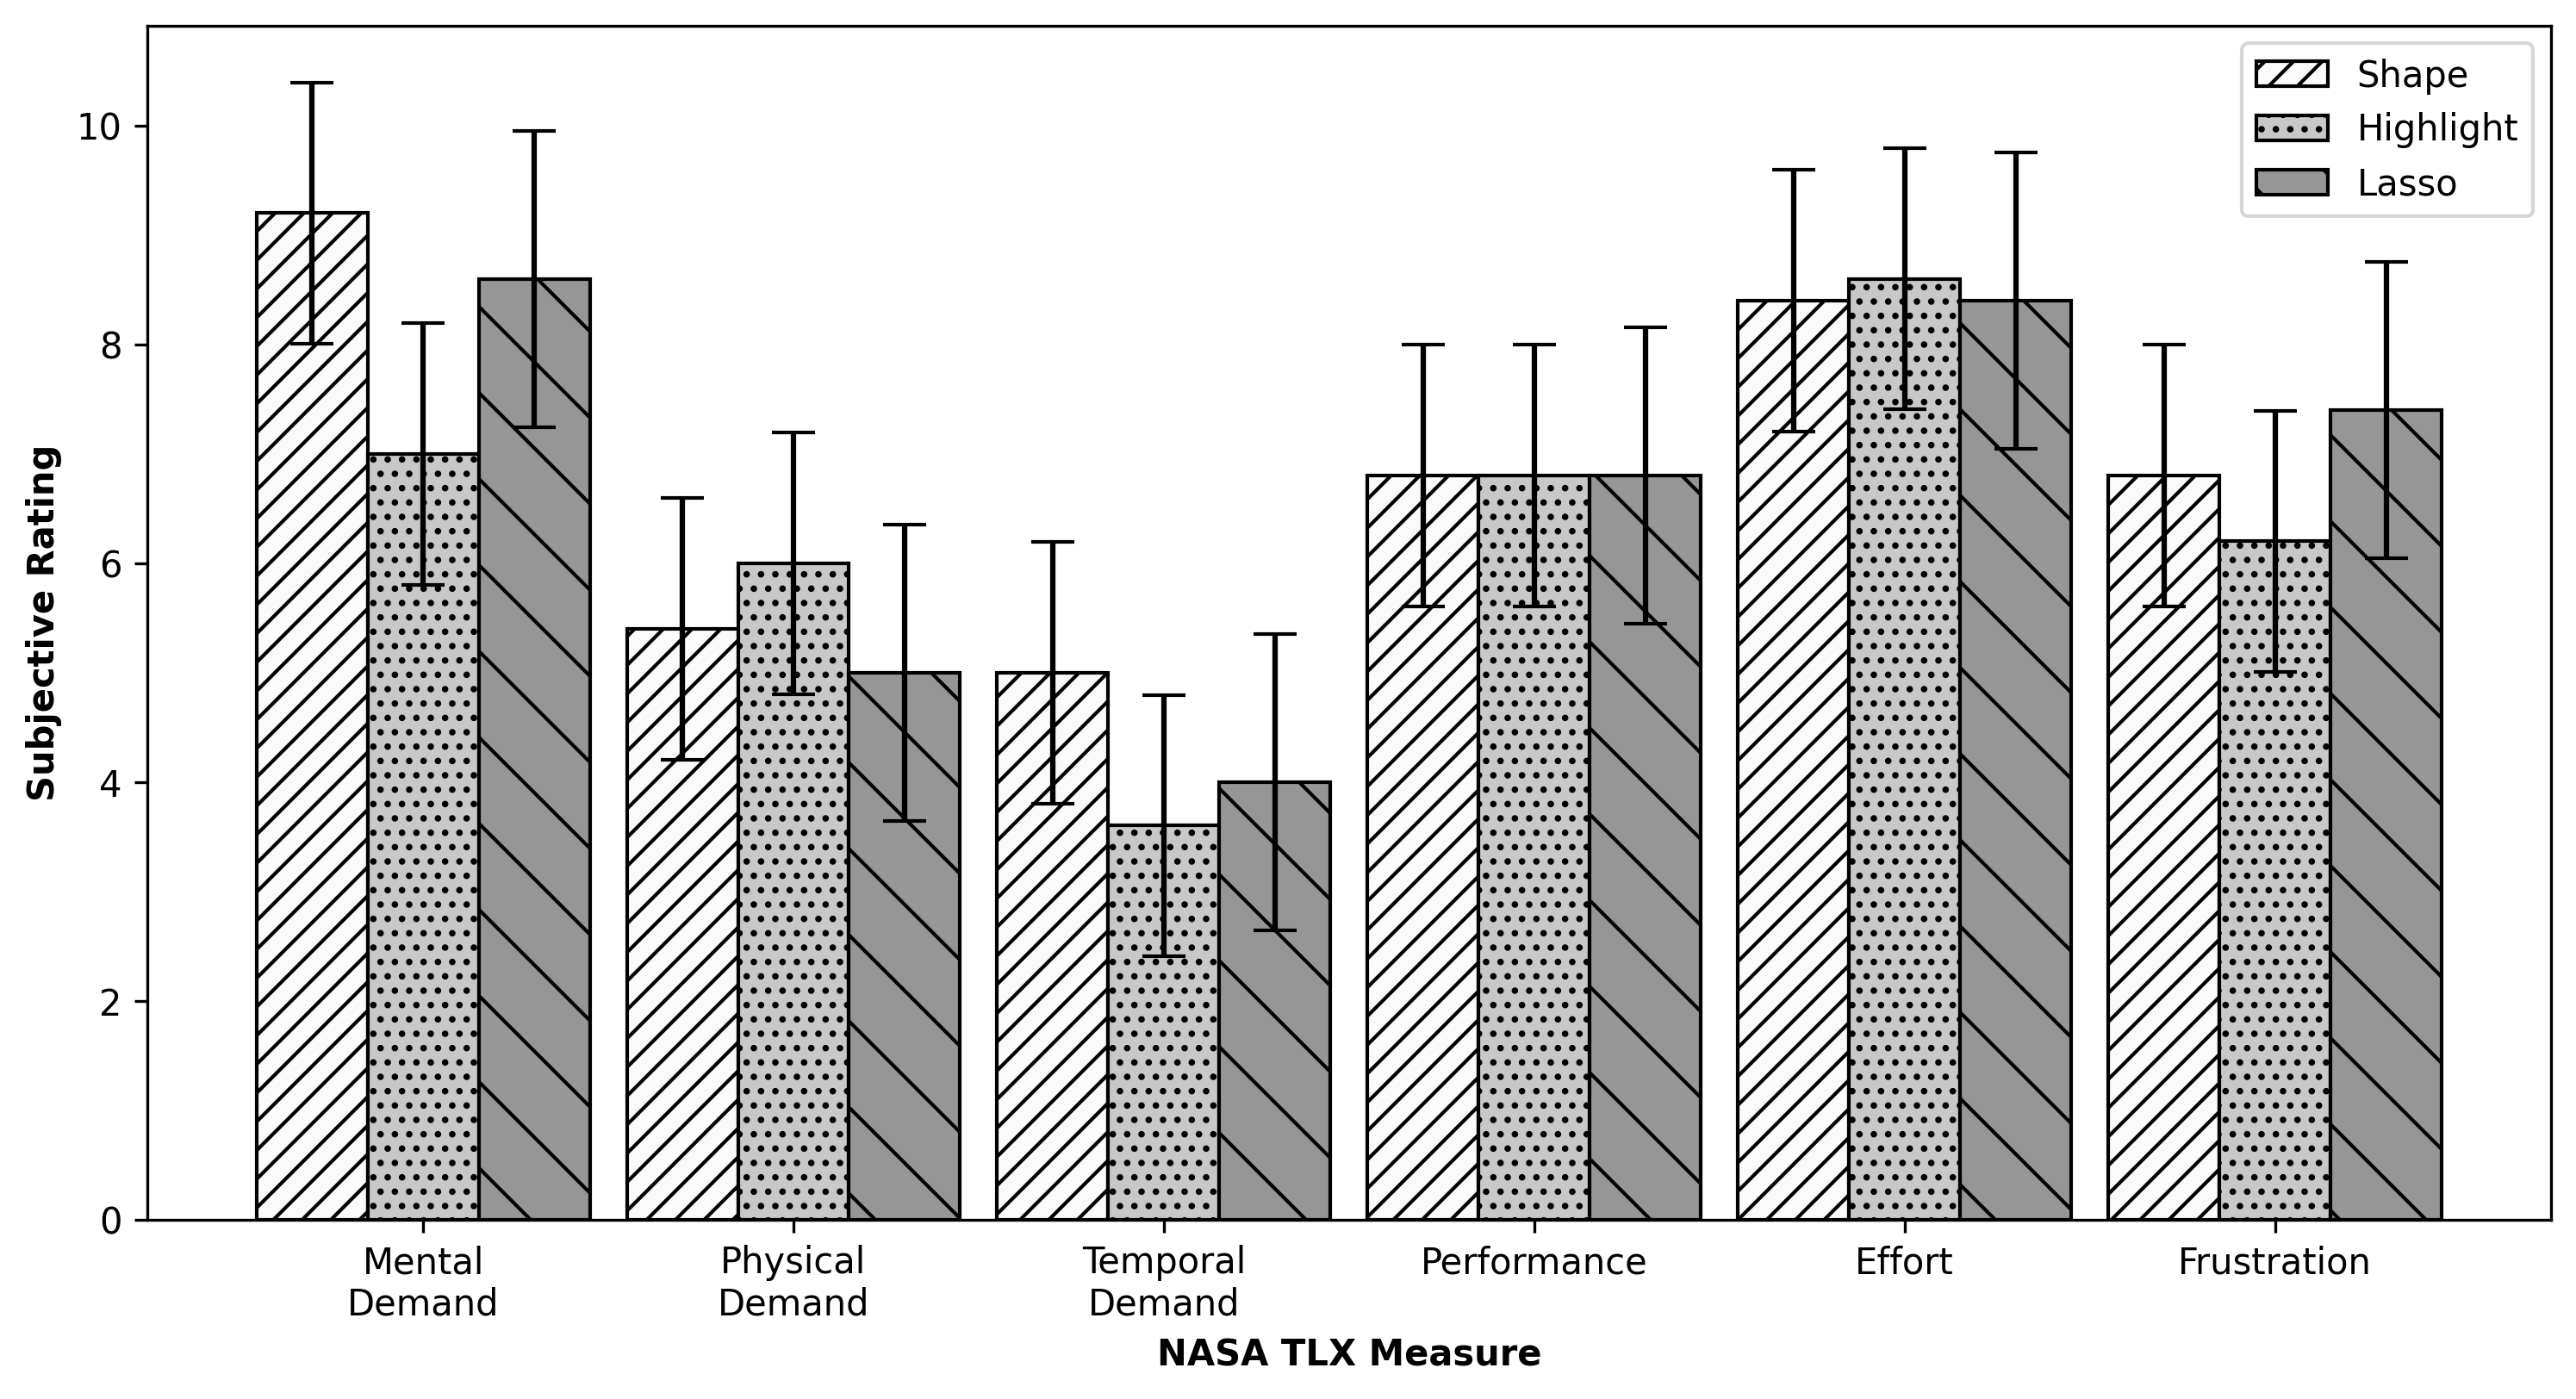 Shape
Highlight
Lasso
10
8
6
4
2
0
Subjective Rating
Mental
Demand
Physical
Demand
Temporal
Demand
Performance
Effort
Frustration
NASA TLX Measure